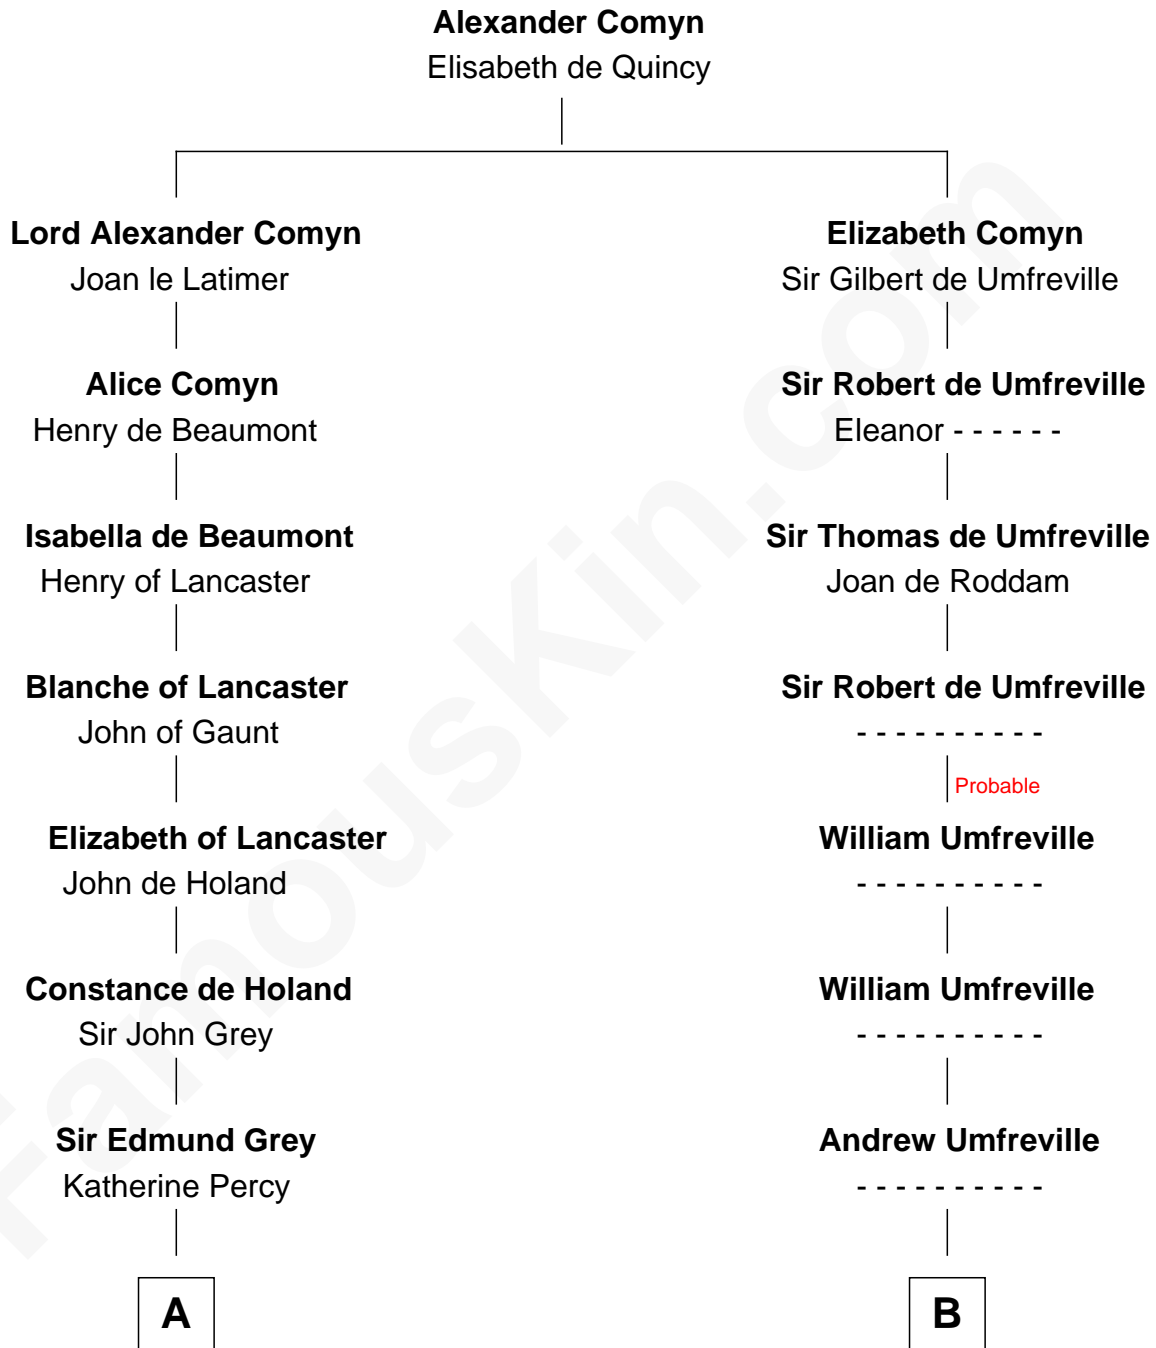 Alexander Comyn
Elisabeth de Quincy
Lord Alexander Comyn
Joan le Latimer
Elizabeth Comyn
Sir Gilbert de Umfreville
Alice Comyn
Henry de Beaumont
Sir Robert de Umfreville
Eleanor - - - - - -
Isabella de Beaumont
Henry of Lancaster
Sir Thomas de Umfreville
Joan de Roddam
Blanche of Lancaster
John of Gaunt
Sir Robert de Umfreville
- - - - - - - - - -
Probable
Elizabeth of Lancaster
John de Holand
William Umfreville
- - - - - - - - - -
Constance de Holand
Sir John Grey
William Umfreville
- - - - - - - - - -
Sir Edmund Grey
Katherine Percy
Andrew Umfreville
- - - - - - - - - -
A
B
FamousKin.com